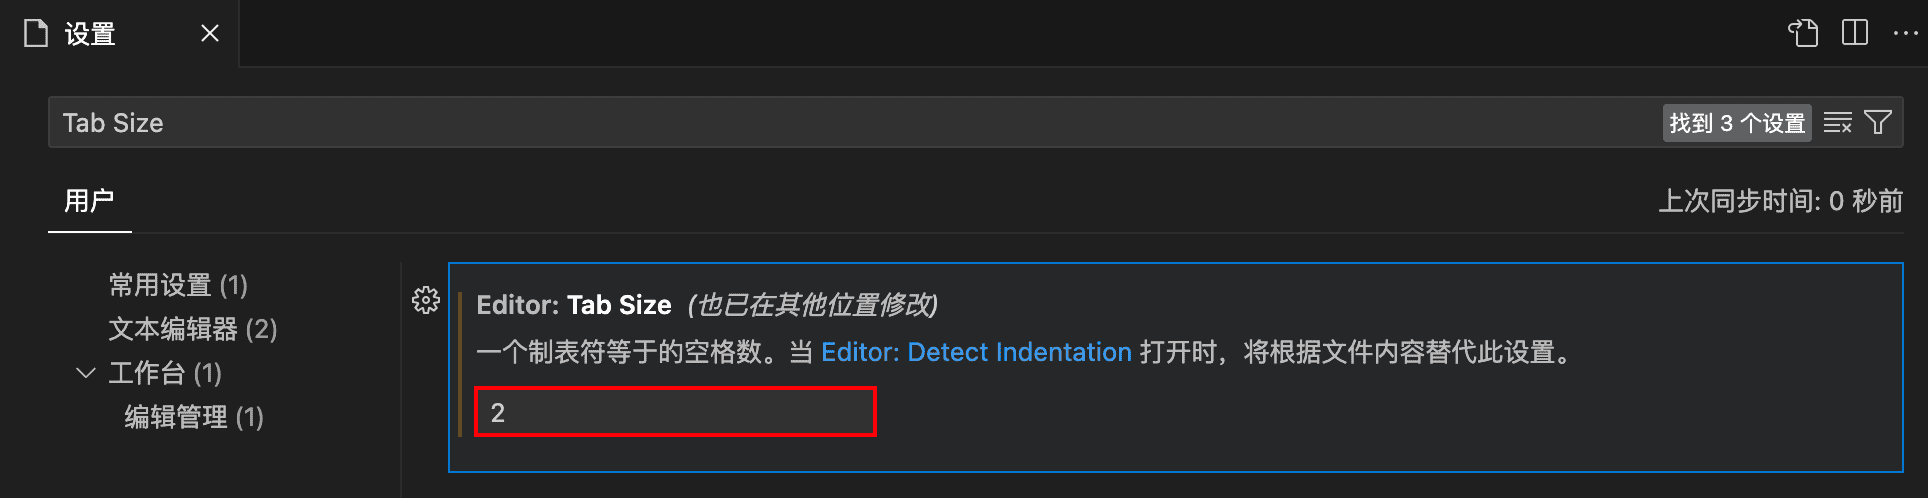 设置
Tab Size
找到 3 个设置
用户
上次同步时间: 0 秒前
常用设置 (1)
文本编辑器 (2)
工作台 (1)
编辑管理 (1)
Editor: Tab Size (也已在其他位置修改)
一个制表符等于的空格数。当 Editor: Detect Indentation 打开时，将根据文件内容替代此设置。
2